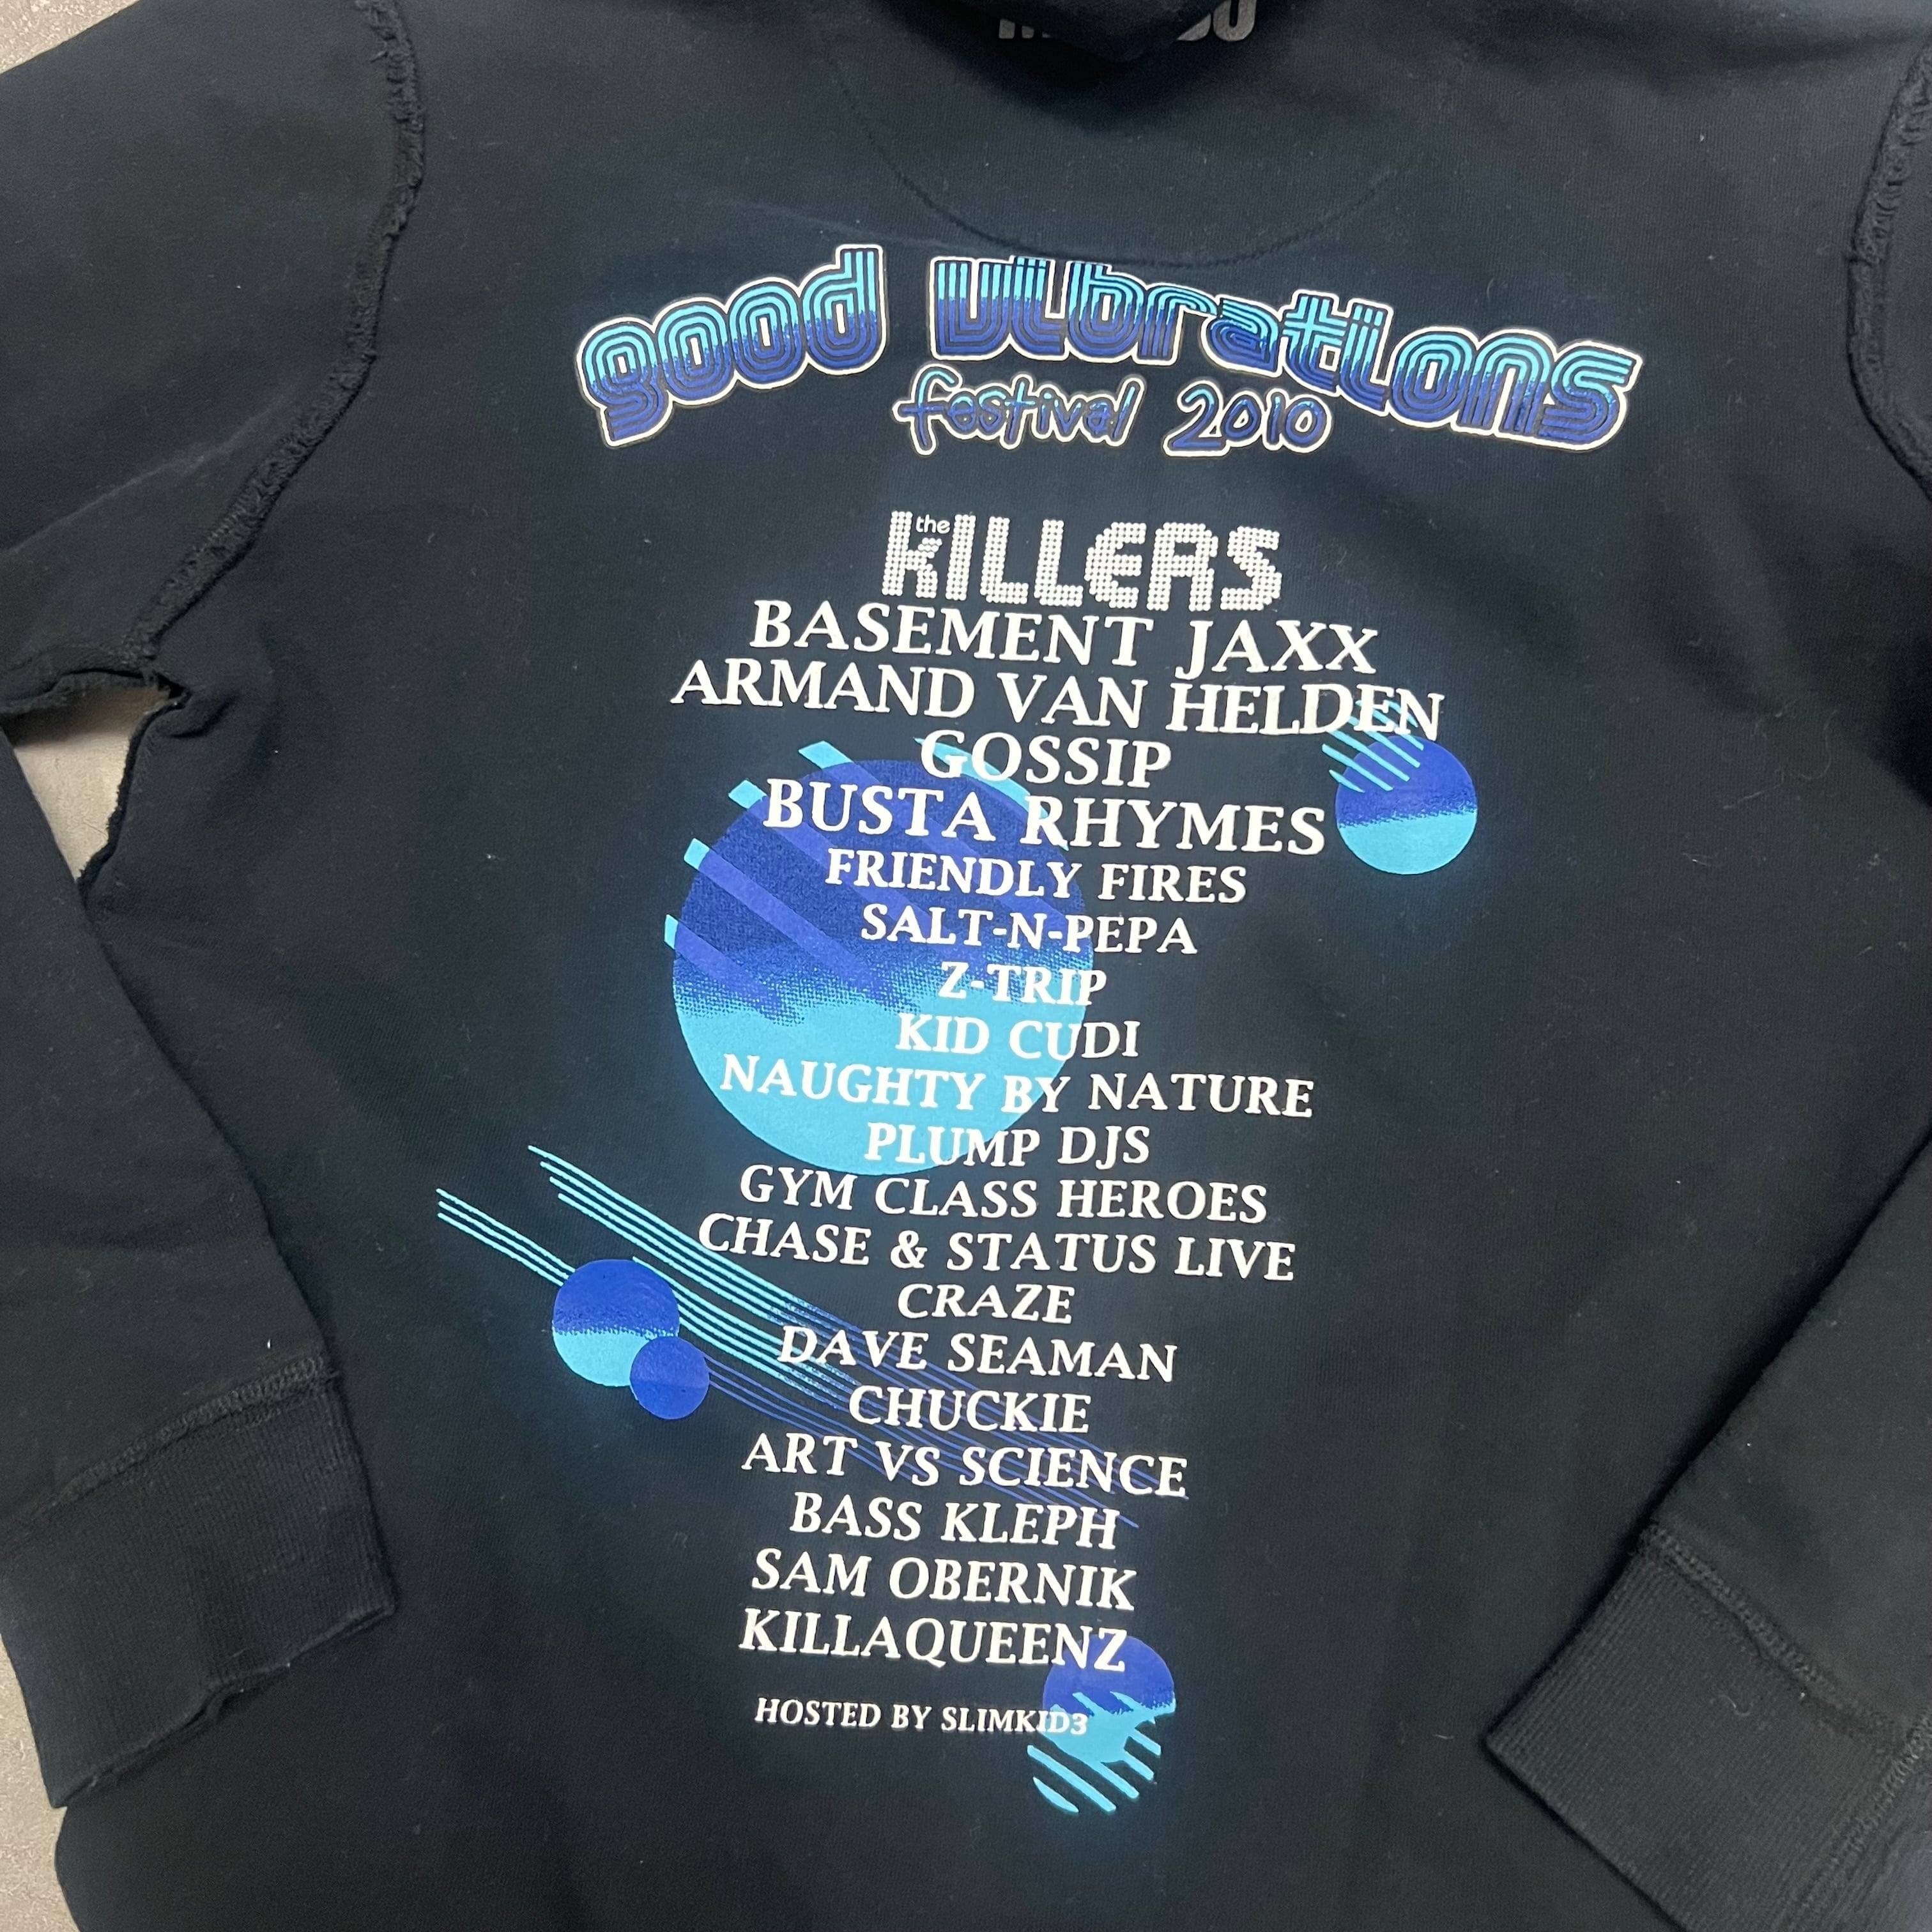 good vibrations
festival 2010
the KILLERS
BASEMENT JAXX
ARMAND VAN HELDEN
GOSSIP
BUSTA RHYMES
FRIENDLY FIRES
SALT-N-PEPA
Z-TRIP
KID CUDI
NAUGHTY BY NATURE
PLUMP DJS
GYM CLASS HEROES
CHASE & STATUS LIVE
CRAZE
DAVE SEAMAN
CHUCKIE
ART VS SCIENCE
BASS KLEPH
SAM OBERNIK
KILLAQUEENZ
HOSTED BY SLIMKID3